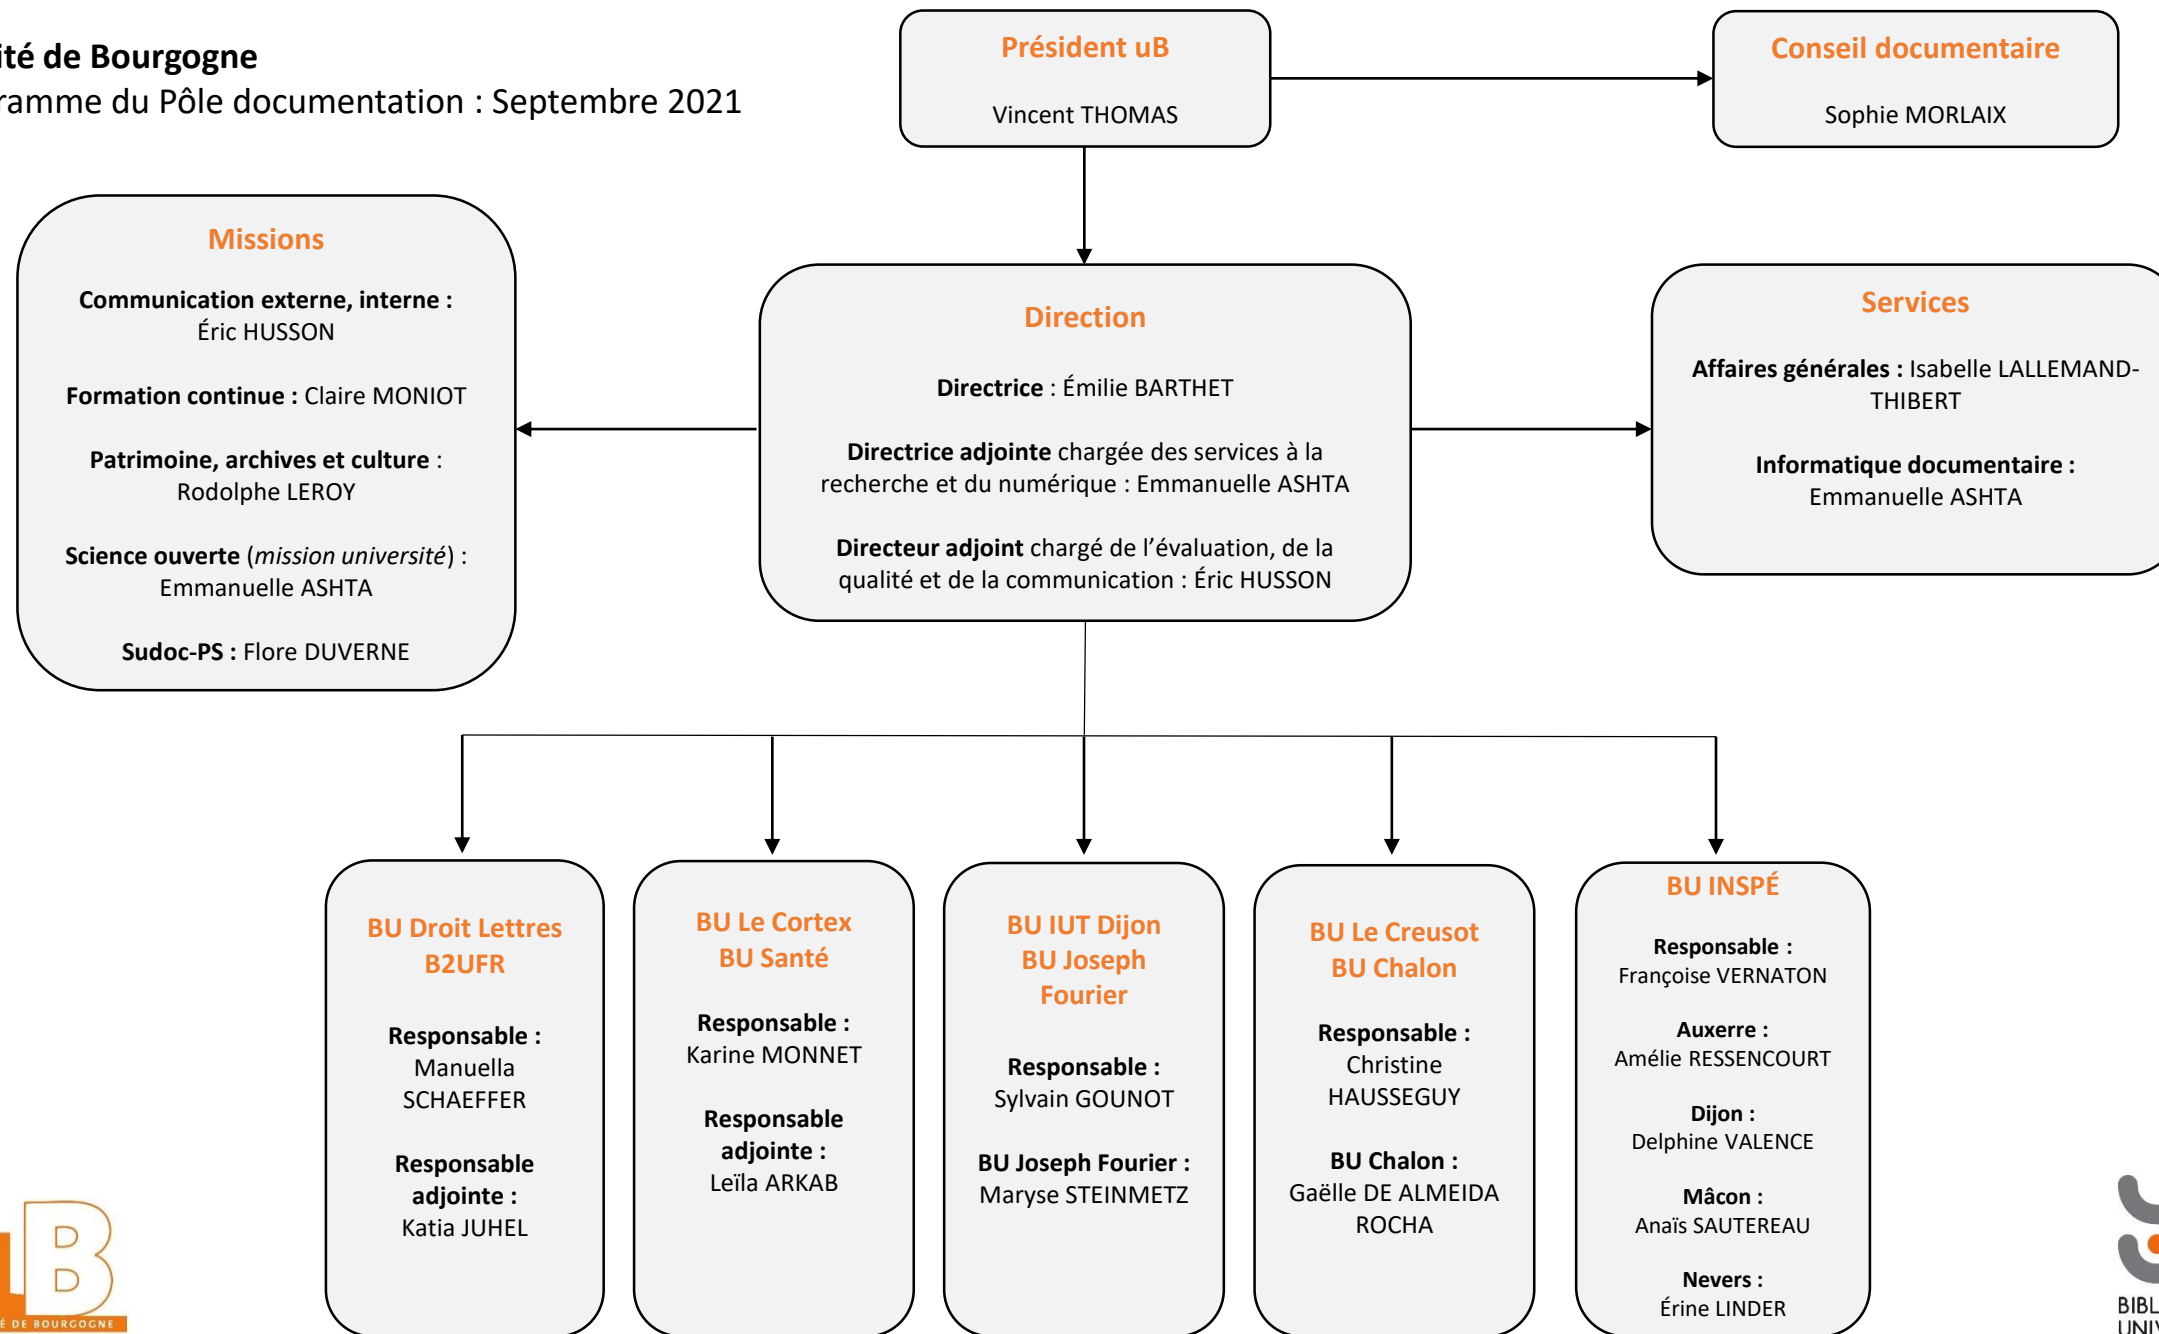 ité de Bourgogne
ramme du Pôle documentation : Septembre 2021
Président uB
Vincent THOMAS
Conseil documentaire
Sophie MORLAIX
Missions
Communication externe, interne :
Éric HUSSON
Formation continue : Claire MONIOT
Patrimoine, archives et culture :
Rodolphe LEROY
Science ouverte (mission université) :
Emmanuelle ASHTA
Sudoc-PS : Flore DUVERNE
Direction
Directrice : Émilie BARTHET
Directrice adjointe chargée des services à la
recherche et du numérique : Emmanuelle ASHTA
Directeur adjoint chargé de l'évaluation, de la
qualité et de la communication : Éric HUSSON
Services
Affaires générales : Isabelle LALLEMAND-
THIBERT
Informatique documentaire :
Emmanuelle ASHTA
BU Droit Lettres
B2UFR
Responsable :
Manuella
SCHAEFFER
Responsable
adjointe :
Katia JUHEL
BU Le Cortex
BU Santé
Responsable :
Karine MONNET
Responsable
adjointe :
Leïla ARKAB
BU IUT Dijon
BU Joseph
Fourier
Responsable :
Sylvain GOUNOT
BU Joseph Fourier :
Maryse STEINMETZ
BU Le Creusot
BU Chalon
Responsable :
Christine
HAUSSEGUY
BU Chalon :
Gaëlle DE ALMEIDA
ROCHA
BU INSPÉ
Responsable :
Françoise VERNATON
Auxerre :
Amélie RESSENCOURT
Dijon :
Delphine VALENCE
Mâcon :
Anaïs SAUTEREAU
Nevers :
Érine LINDER
B
É DE BOURGOGNE
BIBL
UNIV